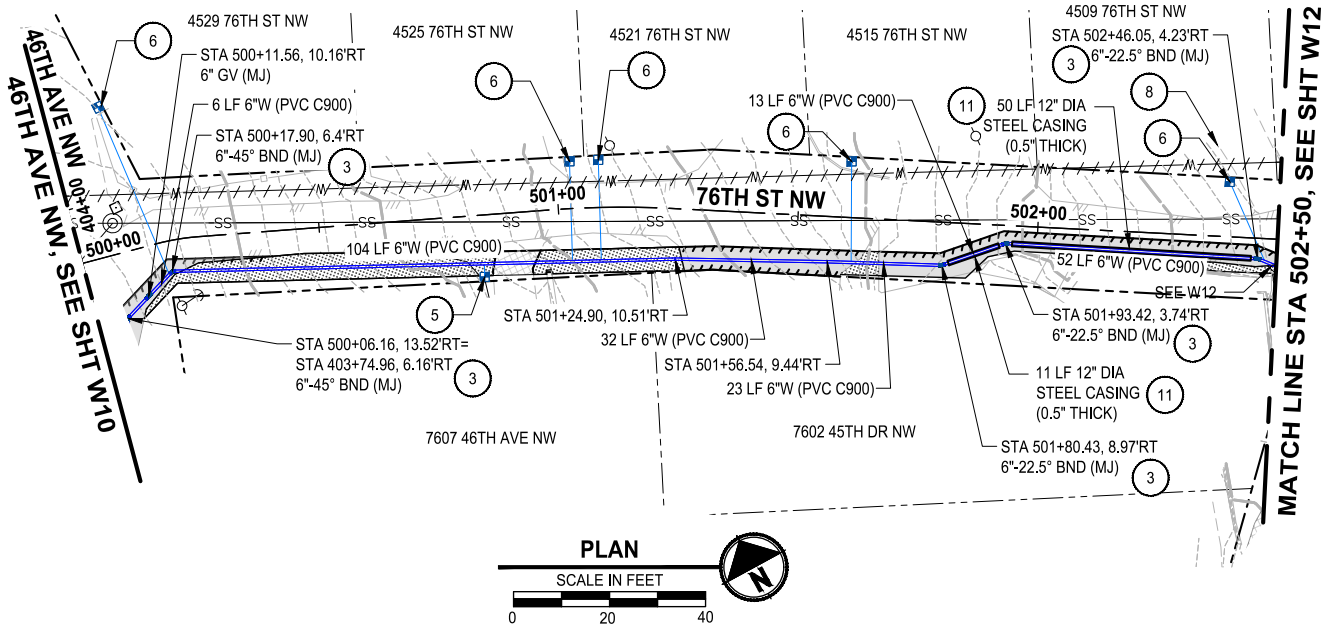 4529 76TH ST NW
4525 76TH ST NW
4521 76TH ST NW
4515 76TH ST NW
4509 76TH ST NW
46TH AVE NW
46TH AVE NW, SEE SHT W10
404+00
500+00
6
STA 500+11.56, 10.16'RT
6" GV (MJ)
6 LF 6"W (PVC C900)
STA 500+17.90, 6.4'RT
6"-45° BND (MJ)
3
6
6
13 LF 6"W (PVC C900)
6
STA 502+46.05, 4.23'RT
6"-22.5° BND (MJ)
3
11
50 LF 12" DIA
STEEL CASING
(0.5" THICK)
8
6
MATCH LINE STA 502+50, SEE SHT W12
501+00
76TH ST NW
502+00
SS
SS
SS
SS
SS
SS
SS
104 LF 6"W (PVC C900)
52 LF 6"W (PVC C900)
SEE W12
5
STA 501+24.90, 10.51'RT
32 LF 6"W (PVC C900)
STA 501+56.54, 9.44'RT
23 LF 6"W (PVC C900)
STA 501+93.42, 3.74'RT
6"-22.5° BND (MJ)
3
STA 500+06.16, 13.52'RT=
STA 403+74.96, 6.16'RT
6"-45° BND (MJ)
3
11 LF 12" DIA
STEEL CASING
(0.5" THICK)
11
7607 46TH AVE NW
7602 45TH DR NW
STA 501+80.43, 8.97'RT
6"-22.5° BND (MJ)
3
PLAN
SCALE IN FEET
0 20 40
N